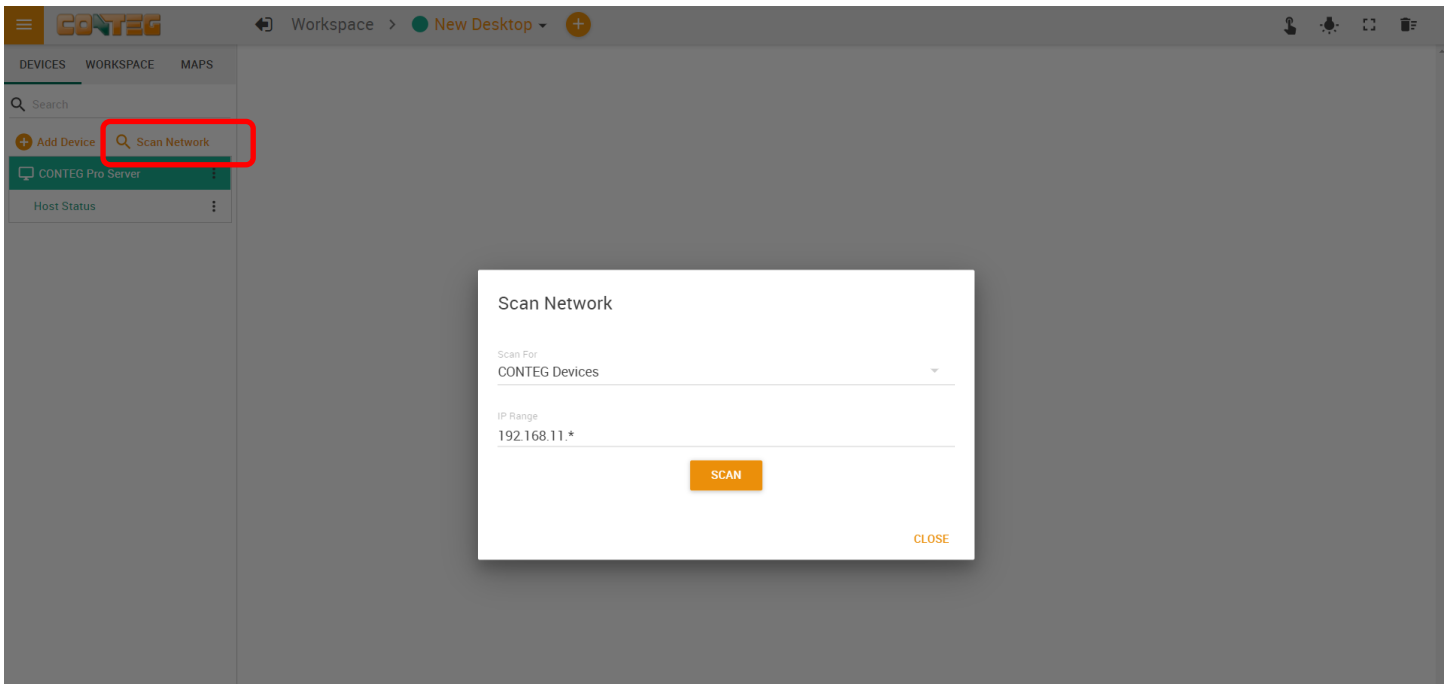 CONTEG
Workspace > New Desktop
DEVICES WORKSPACE MAPS
Search
Add Device Scan Network
CONTEG Pro Server
Host Status
Scan Network
Scan For
CONTEG Devices
IP Range
192.168.11.*
SCAN
CLOSE